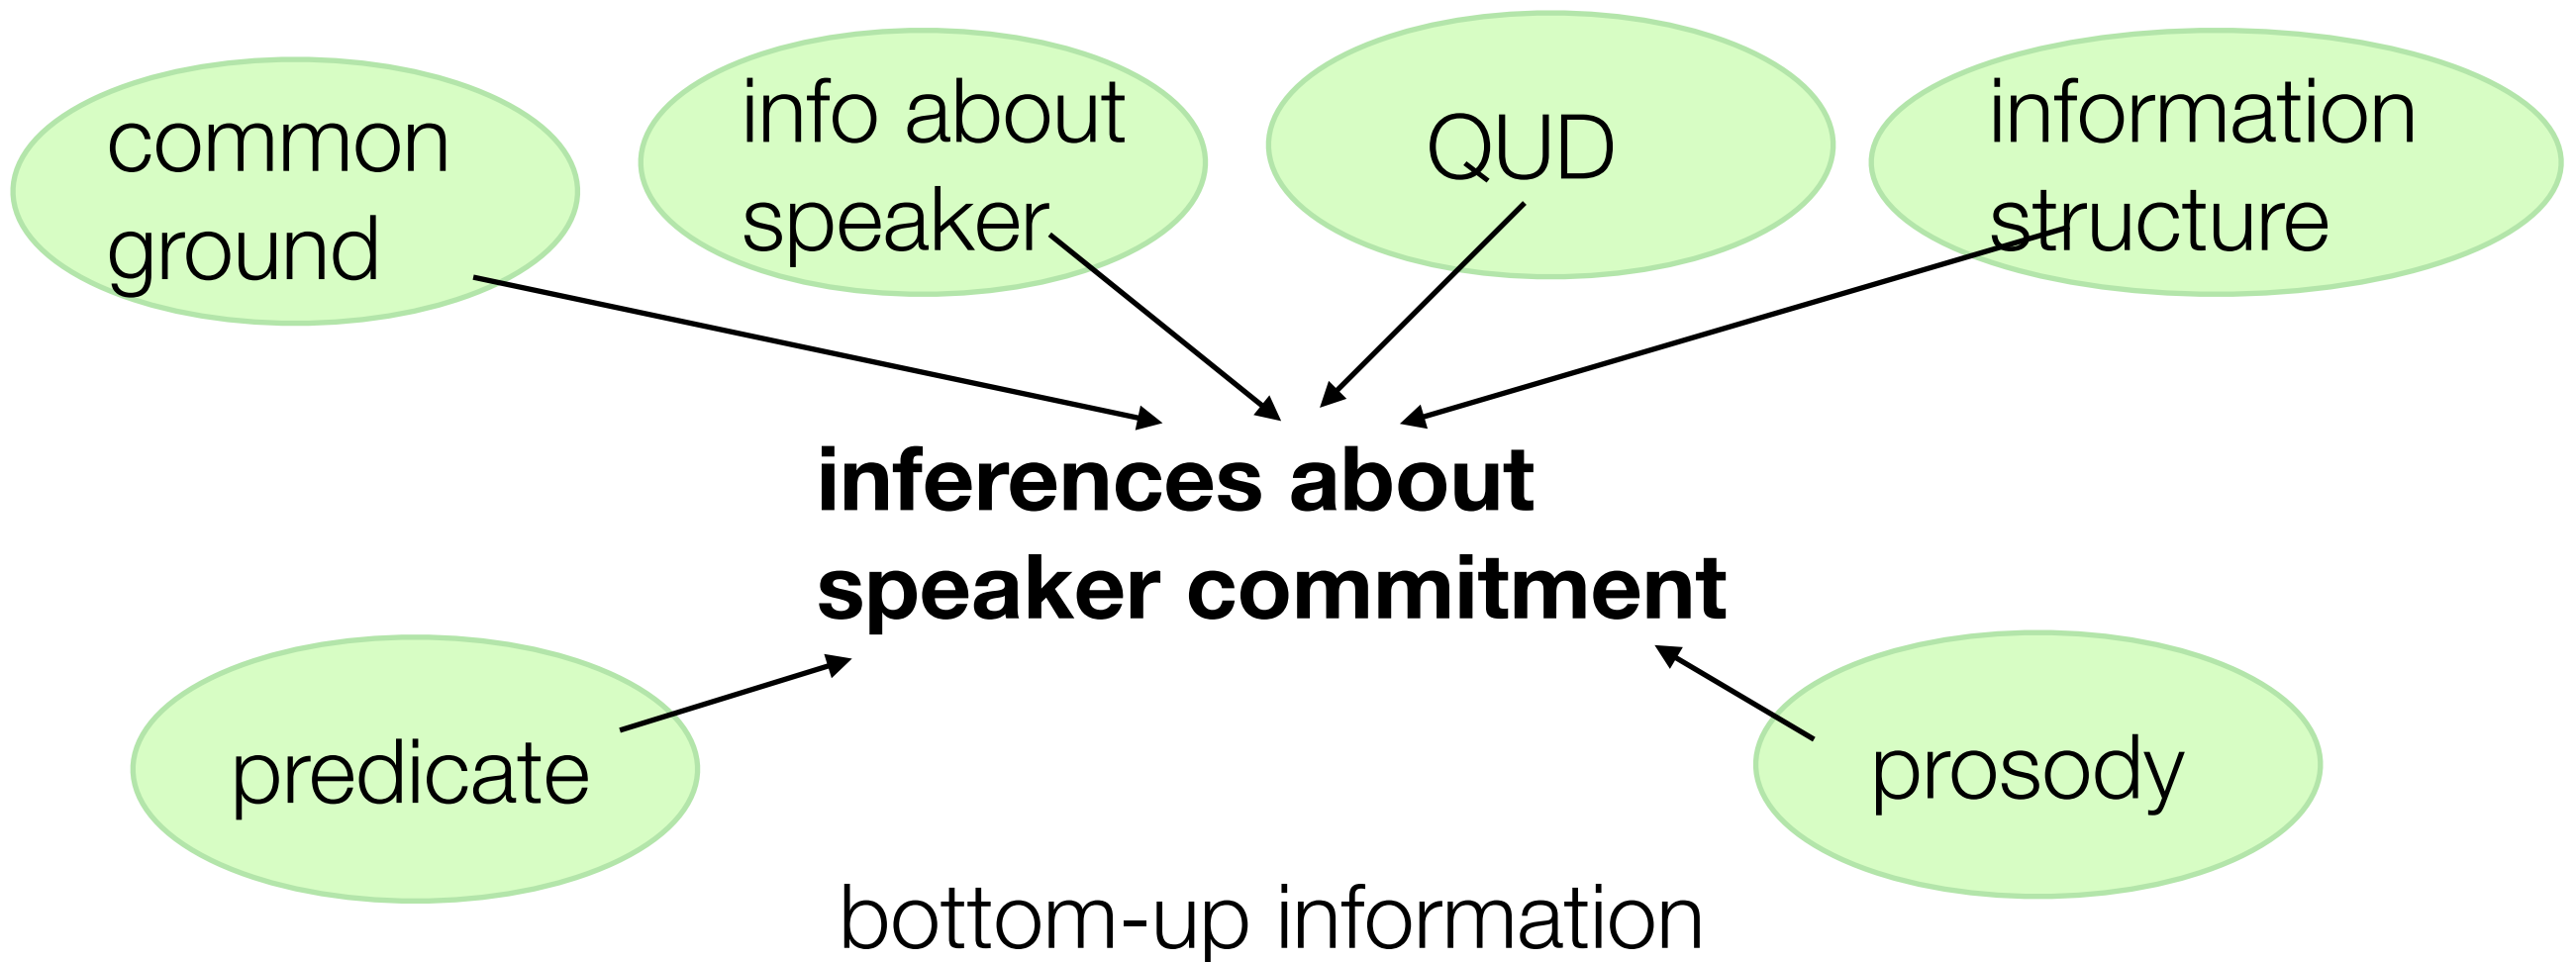 common
ground
info about
speaker
QUD
information
structure
inferences about
speaker commitment
predicate
prosody
bottom-up information